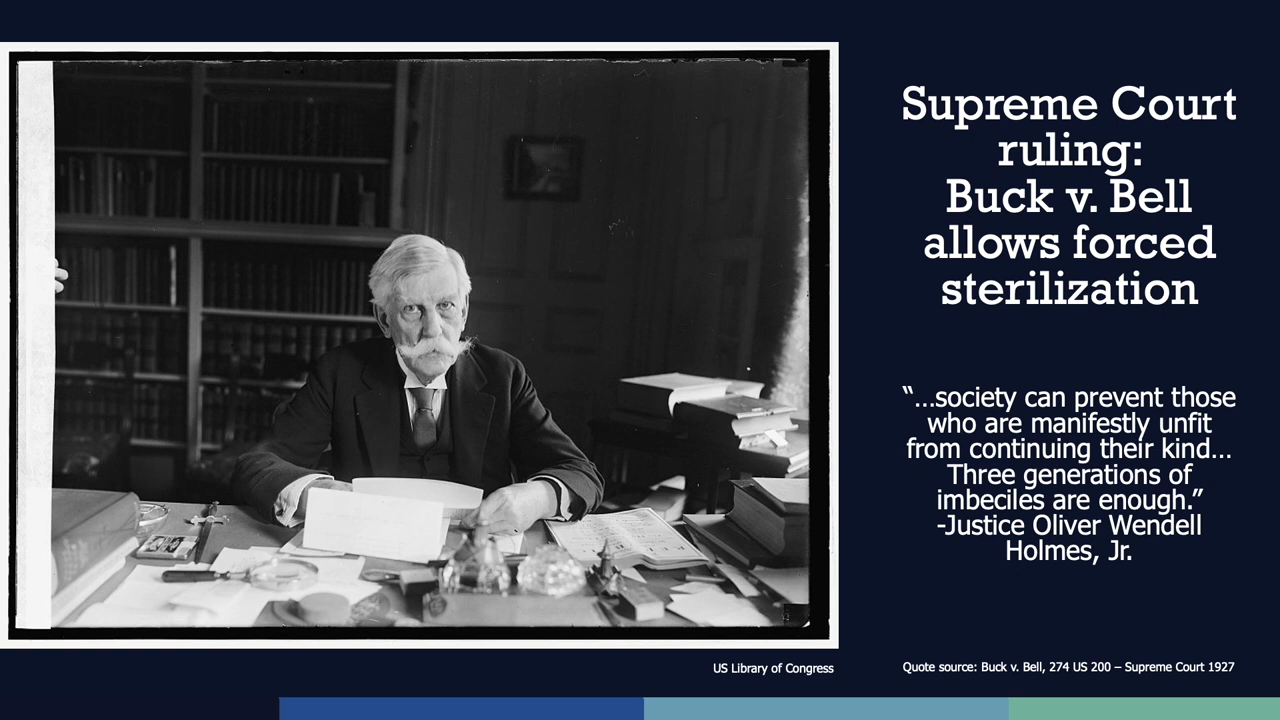 Supreme Court
ruling:
Buck v. Bell
allows forced
sterilization
“…society can prevent those
who are manifestly unfit
from continuing their kind…
Three generations of
imbeciles are enough.”
-Justice Oliver Wendell
Holmes, Jr.
US Library of Congress
Quote source: Buck v. Bell, 274 US 200 – Supreme Court 1927